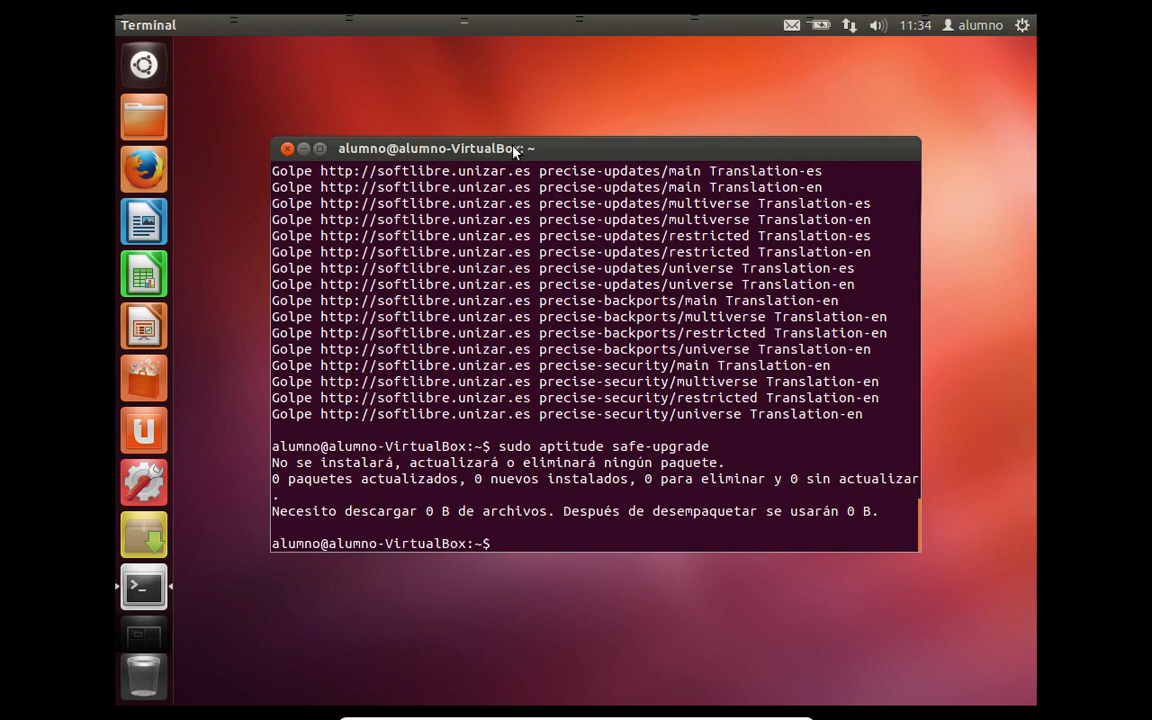 Terminal
11:34 alumno
alumno@alumno-VirtualBox: ~
Golpe http://softlibre.unizar.es precise-updates/main Translation-es
Golpe http://softlibre.unizar.es precise-updates/main Translation-en
Golpe http://softlibre.unizar.es precise-updates/multiverse Translation-es
Golpe http://softlibre.unizar.es precise-updates/multiverse Translation-en
Golpe http://softlibre.unizar.es precise-updates/restricted Translation-es
Golpe http://softlibre.unizar.es precise-updates/restricted Translation-en
Golpe http://softlibre.unizar.es precise-updates/universe Translation-es
Golpe http://softlibre.unizar.es precise-updates/universe Translation-en
Golpe http://softlibre.unizar.es precise-backports/main Translation-en
Golpe http://softlibre.unizar.es precise-backports/multiverse Translation-en
Golpe http://softlibre.unizar.es precise-backports/restricted Translation-en
Golpe http://softlibre.unizar.es precise-backports/universe Translation-en
Golpe http://softlibre.unizar.es precise-security/main Translation-en
Golpe http://softlibre.unizar.es precise-security/multiverse Translation-en
Golpe http://softlibre.unizar.es precise-security/restricted Translation-en
Golpe http://softlibre.unizar.es precise-security/universe Translation-en
alumno@alumno-VirtualBox:~$ sudo aptitude safe-upgrade
No se instalará, actualizará o eliminará ningún paquete.
0 paquetes actualizados, 0 nuevos instalados, 0 para eliminar y 0 sin actualizar
.
Necesito descargar 0 B de archivos. Después de desempaquetar se usarán 0 B.
alumno@alumno-VirtualBox:~$